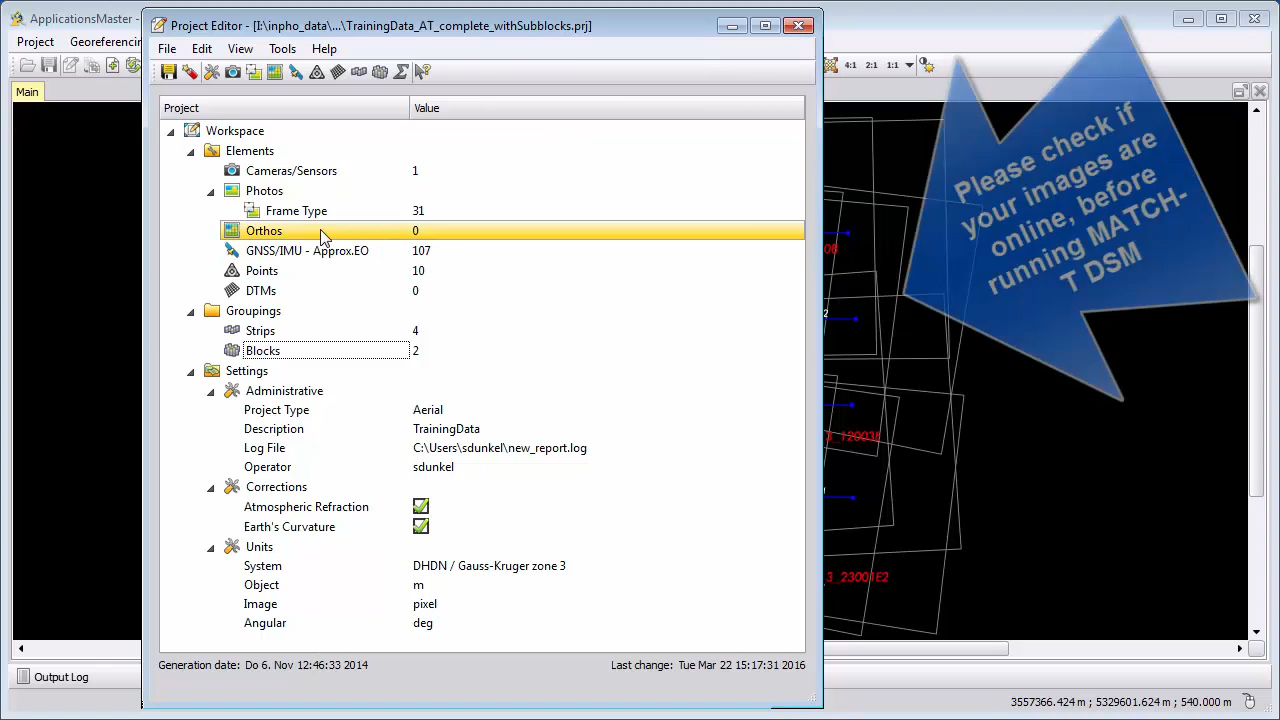 ApplicationsMaster -
Project Editor - [I:\inpho_data\...\TrainingData_AT_complete_withSubblocks.prj]
Project
Georeferencin
File Edit View Tools Help
4:1 2:1 1:1
Main
Project Value
Workspace
Elements
Cameras/Sensors 1
Photos
Frame Type 31
Orthos 0
GNSS/IMU - Approx.EO 107
Points 10
DTMs 0
Groupings
Strips 4
Blocks 2
Settings
Administrative
Project Type Aerial
Description TrainingData
Log File C:\Users\sdunkel\new_report.log
Operator sdunkel
Corrections
Atmospheric Refraction
Earth's Curvature
Units
System DHDN / Gauss-Kruger zone 3
Object m
Image pixel
Angular deg
Generation date: Do 6. Nov 12:46:33 2014
Last change: Tue Mar 22 15:17:31 2016
Please check if
your images are
online, before
running MATCH-
T DSM
2
3_23001E2
Output Log
3557366.424 m ; 5329601.624 m ; 540.000 m